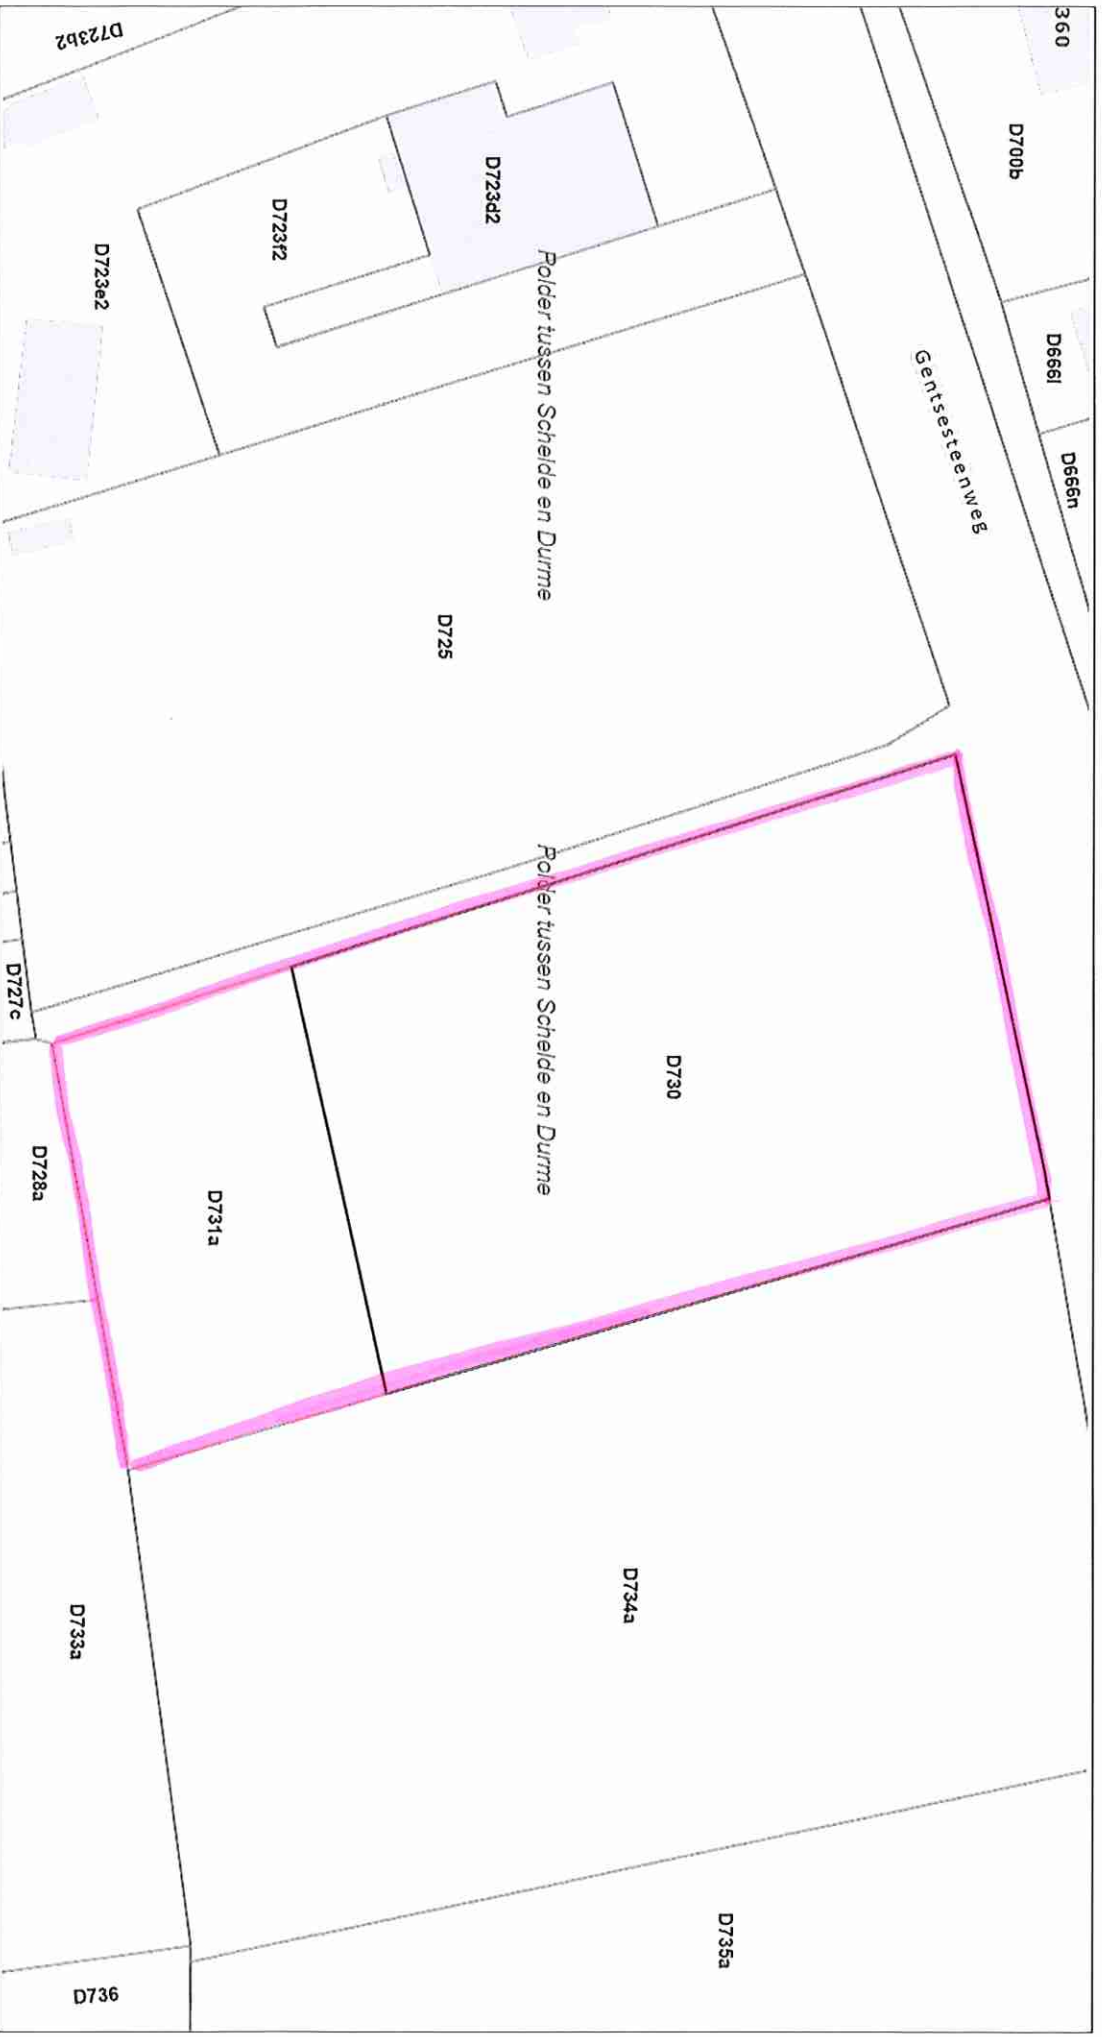 D723b2
360
D700b
D723d2
D723f2
D723e2
D666l
D666n
Gentsesteenweg
Polder tussen Schelde en Durme
D725
Polder tussen Schelde en Durme
D727c
D730
D728a
D731a
D734a
D733a
D735a
D736